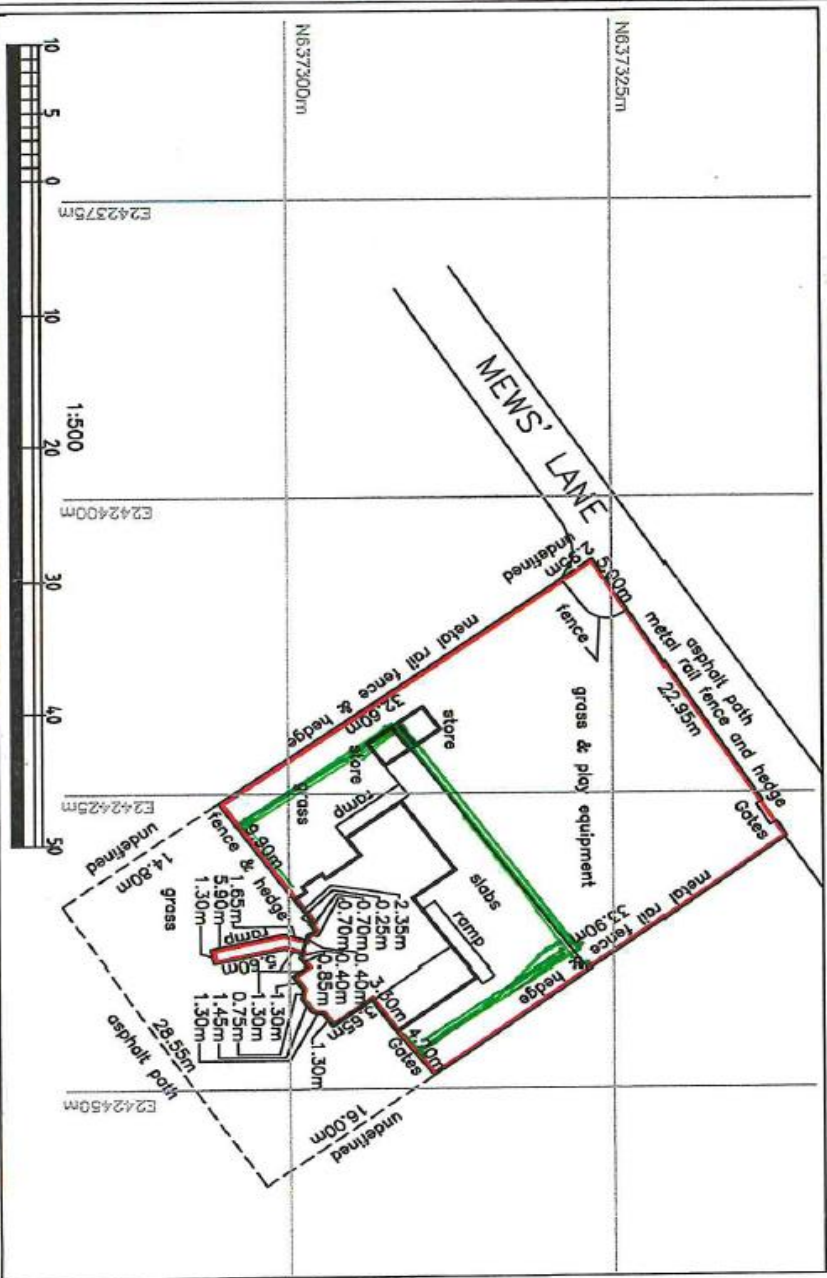 N637300m
N637325m
E242375m
E242400m
E242425m
E242450m
10
5
0
10
20
30
40
50
1:500
MEWS' LANE
undefined
5.00m
fence
asphalt path
metal rail fence and hedge
22.95m
Gates
grass & play equipment
metal rail fence & hedge
32.60m
store
store
ramp
grass
9.90m
fence & hedge
slabs
ramp
metal rail fence
33.90m
& hedge
undefined
14.80m
grass
ramp
1.65m
5.90m
1.30m
2.35m
0.25m
0.70m
0.70m
0.40m
0.40m
0.85m
1.30m
1.30m
0.75m
1.45m
1.30m
1.30m
Gates
28.55m
asphalt path
16.00m
undefined